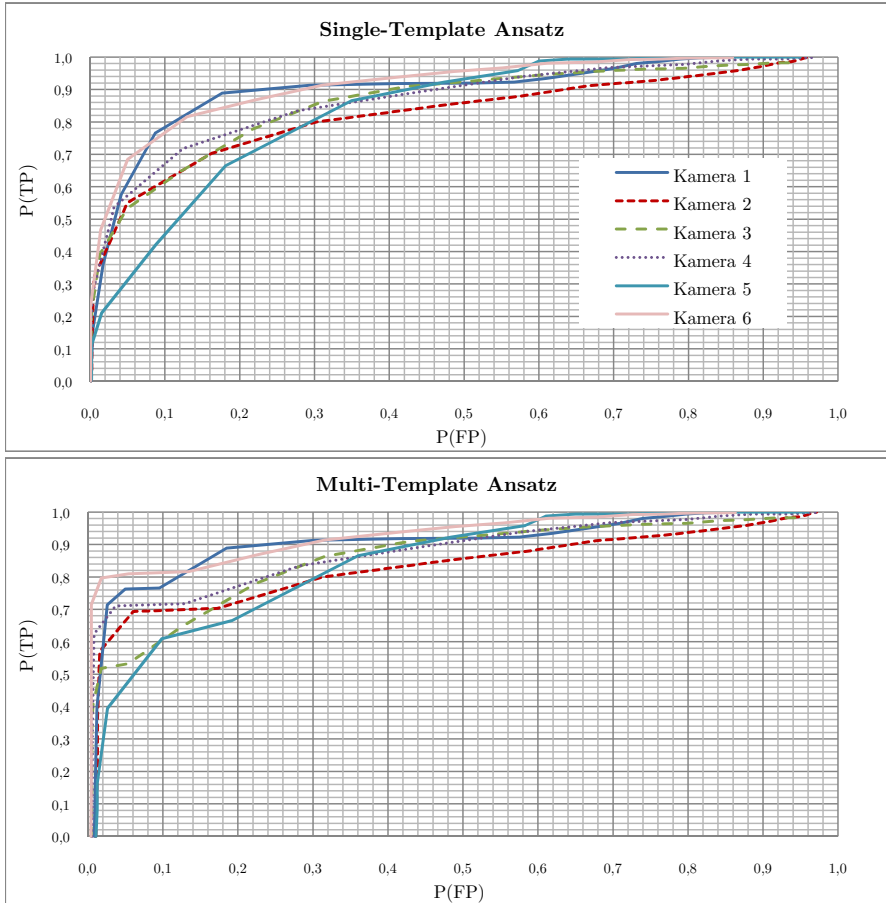 Single-Template Ansatz
1,0
0,9
0,8
0,7
0,6
0,5
0,4
0,3
0,2
0,1
0,0
P(TP)
Kamera 1
Kamera 2
Kamera 3
Kamera 4
Kamera 5
Kamera 6
0,0 0,1 0,2 0,3 0,4 0,5 0,6 0,7 0,8 0,9 1,0
P(FP)
Multi-Template Ansatz
1,0
0,9
0,8
0,7
0,6
0,5
0,4
0,3
0,2
0,1
0,0
P(TP)
0,0 0,1 0,2 0,3 0,4 0,5 0,6 0,7 0,8 0,9 1,0
P(FP)